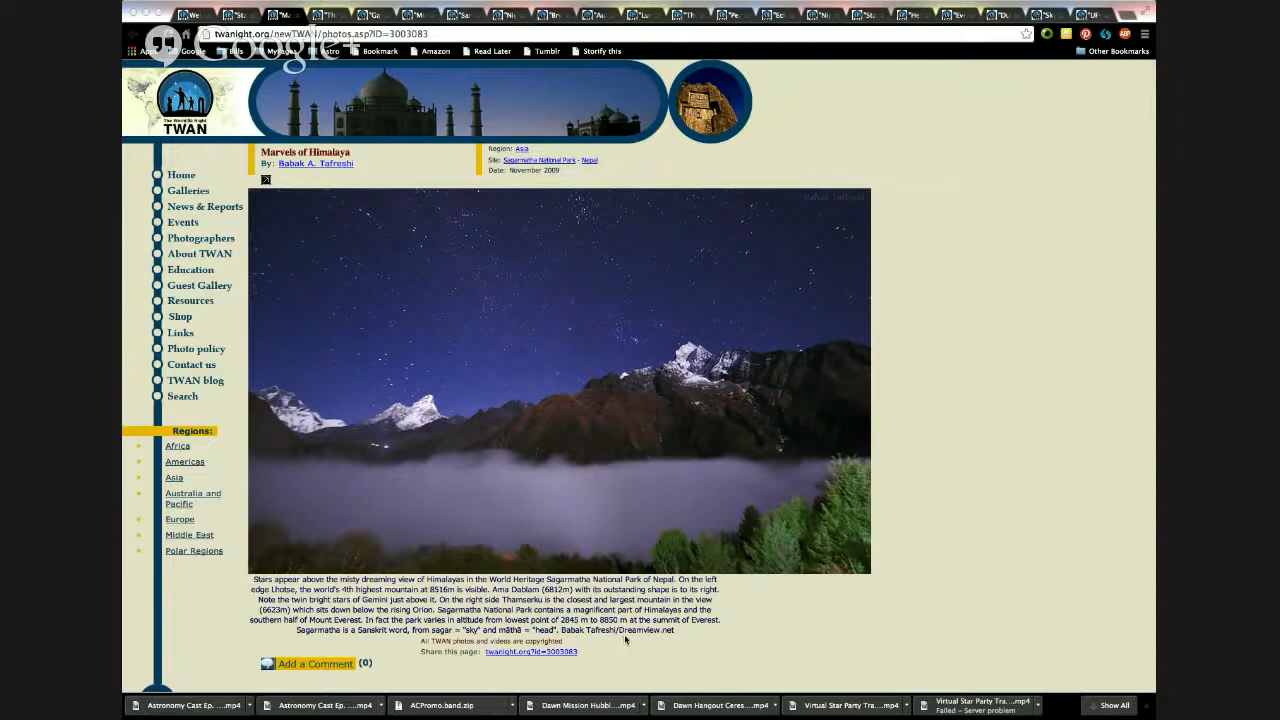 twanight.org/newTWAN/photos.asp?ID=3003083
Google+
Apps Google Bills Astro Bookmark Amazon Read Later Tumblr Storify this Other Bookmarks
The World At Night
TWAN
Marvels of Himalaya
By: Babak A. Tafreshi
Region: Asia
Site: Sagarmatha National Park - Nepal
Date: November 2009
Home
Galleries
News & Reports
Events
Photographers
About TWAN
Education
Guest Gallery
Resources
Shop
Links
Photo policy
Contact us
TWAN blog
Search
Regions:
Africa
Americas
Asia
Australia and
Pacific
Europe
Middle East
Polar Regions
Babak Tafreshi
Stars appear above the misty dreaming view of Himalayas in the World Heritage Sagarmatha National Park of Nepal. On the left
edge Lhotse, the world's 4th highest mountain at 8516m is visible. Ama Dablam (6812m) with its outstanding shape is to its right.
Note the twin bright stars of Gemini just above it. On the right side Thamserku is the closest and largest mountain in the view
(6623m) which sits down below the rising Orion. Sagarmatha National Park contains a magnificent part of Himalayas and the
southern half of Mount Everest. In fact the park varies in altitude from lowest point of 2845 m to 8850 m at the summit of Everest.
Sagarmatha is a Sanskrit word, from sagar = "sky" and māthā = "head". Babak Tafreshi/Dreamview.net
All TWAN photos and videos are copyrighted
Share this page: twanight.org?id=3003083
Add a Comment (0)
Astronomy Cast Ep. ....mp4
Astronomy Cast Ep. ....mp4
ACPromo.band.zip
Dawn Mission Hubbl....mp4
Dawn Hangout Ceres....mp4
Virtual Star Party Tra....mp4
Virtual Star Party Tra....mp4
Failed - Server problem
Show All